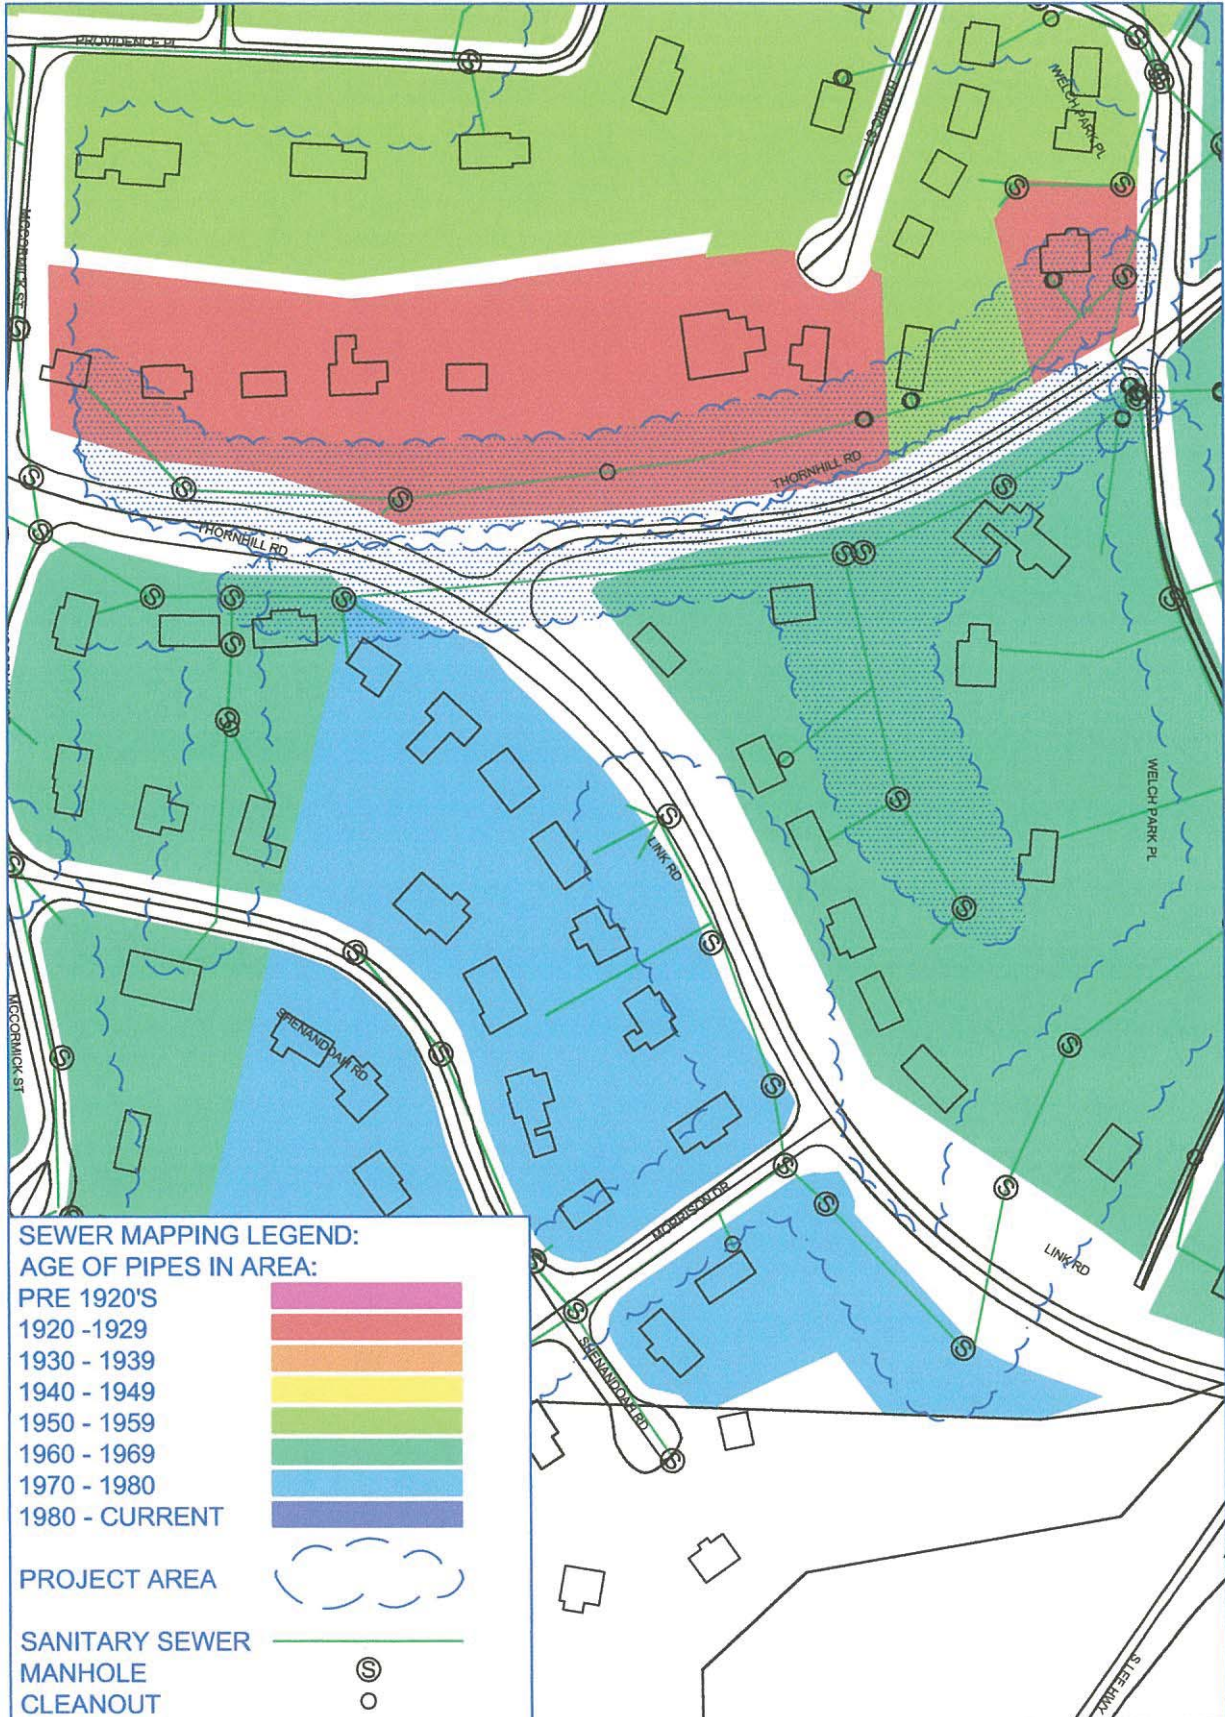 PROVIDENCE PL
WELCH PARK PL
MCCORMICK ST
THORNHILL RD
THORNHILL RD
LINK RD
WELCH PARK PL
SHENANDOAH RD
MCCORMICK ST
MORRISON DR
LINK RD
SHENANDOAH RD
S LEE HWY
SEWER MAPPING LEGEND:
AGE OF PIPES IN AREA:
PRE 1920'S
1920 -1929
1930 - 1939
1940 - 1949
1950 - 1959
1960 - 1969
1970 - 1980
1980 - CURRENT
PROJECT AREA
SANITARY SEWER
MANHOLE
S
CLEANOUT